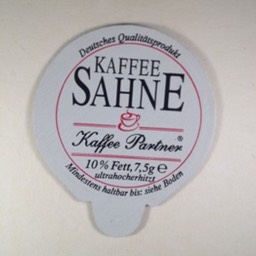 Deutsches Qualitätsprodukt
KAFFEE
SAHNE
Kaffee Partner ®
10% Fett, 7,5g ℮
ultrahocherhitzt
Mindestens haltbar bis: siehe Boden